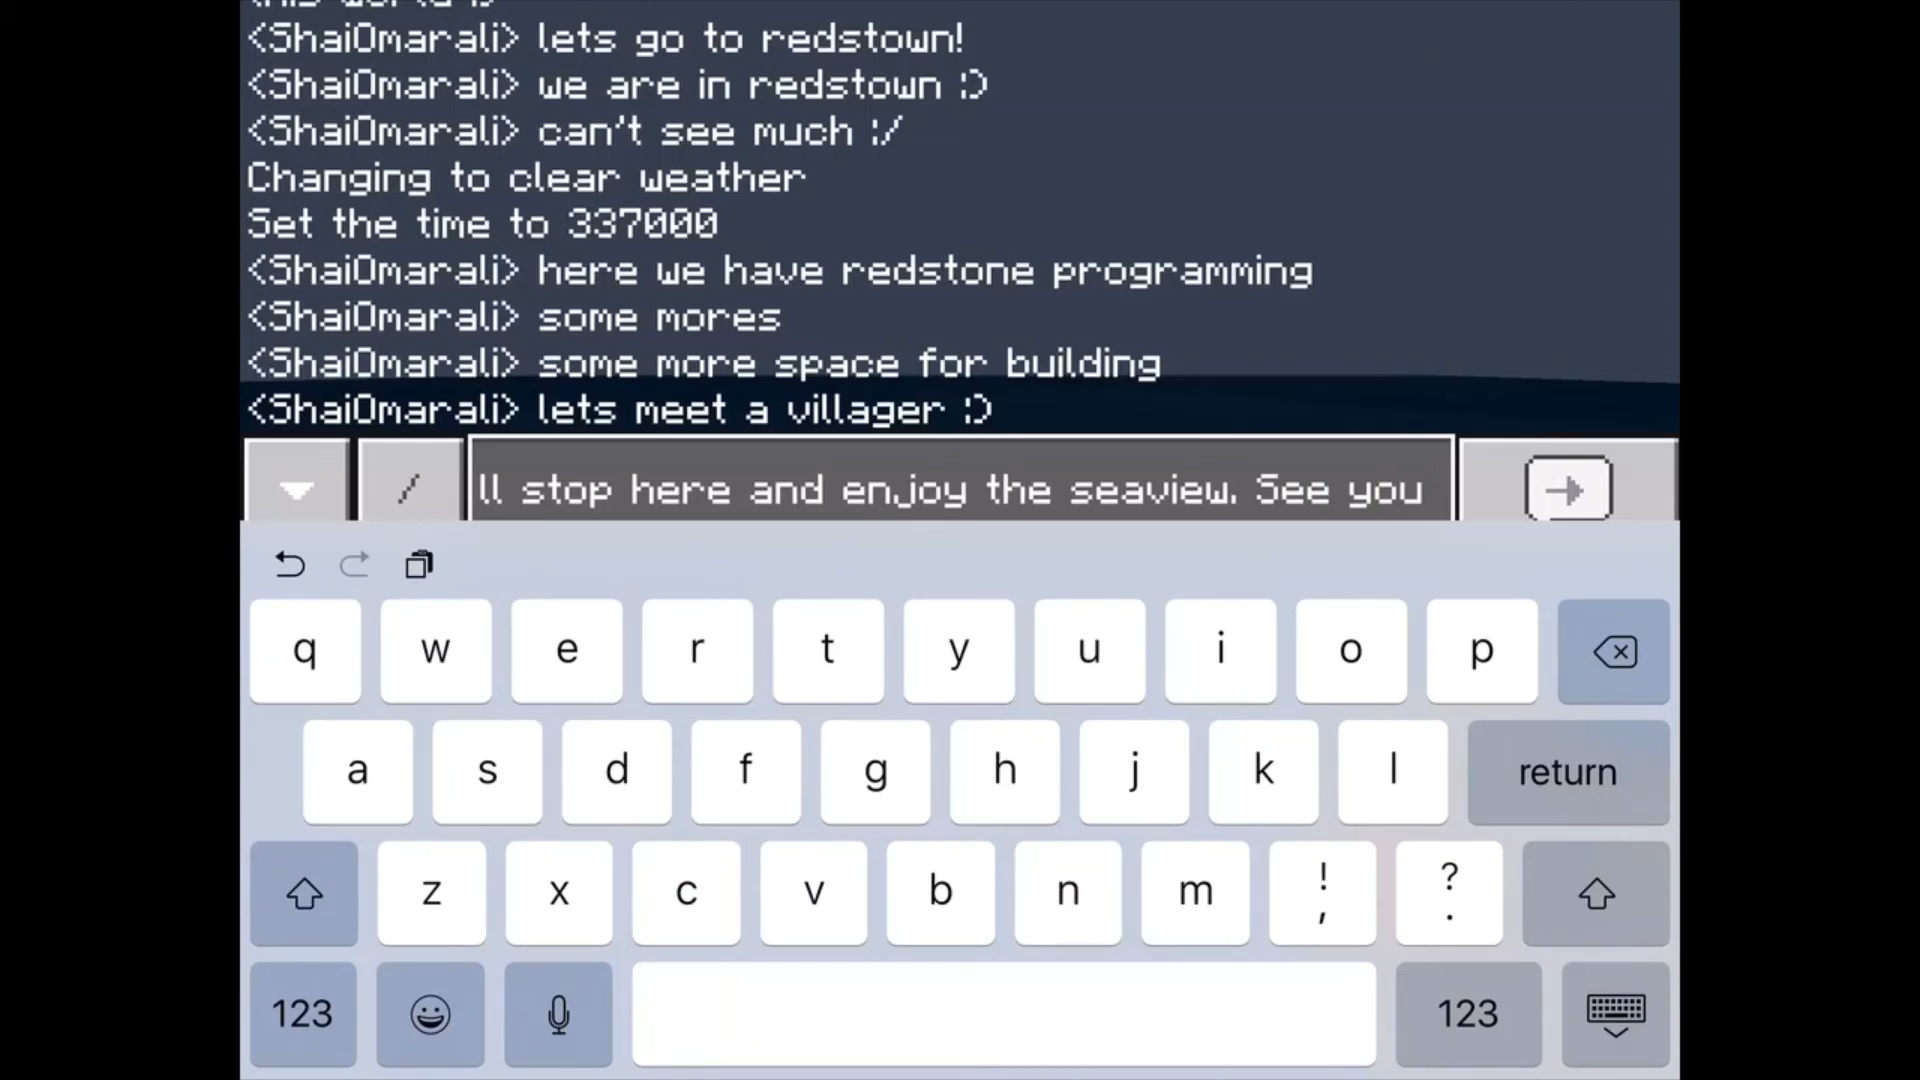 <ShaiOmarali> lets go to redstown!
<ShaiOmarali> we are in redstown :)
<ShaiOmarali> can't see much :/
Changing to clear weather
Set the time to 337000
<ShaiOmarali> here we have redstone programming
<ShaiOmarali> some mores
<ShaiOmarali> some more space for building
<ShaiOmarali> lets meet a villager :)
/ ll stop here and enjoy the seaview. See you
q w e r t y u i o p
a s d f g h j k l return
z x c v b n m ! , ? .
123 123